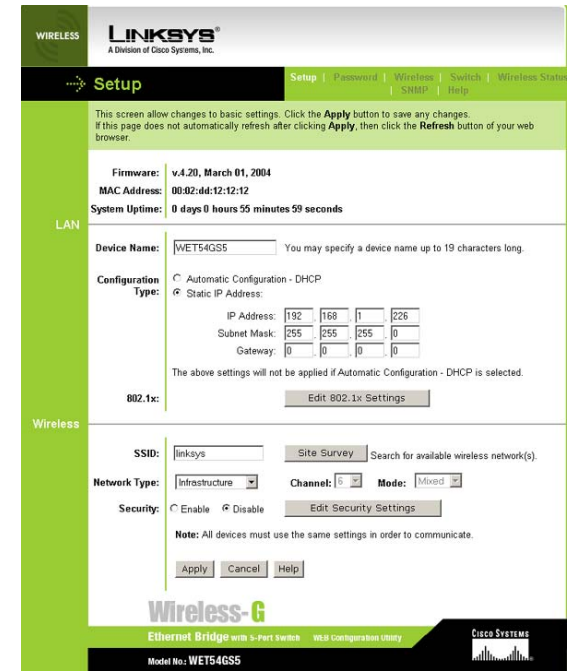 WIRELESS
LINKSYS®
A Division of Cisco Systems, Inc.
Setup
Setup | Password | Wireless | Switch | Wireless Status
| SNMP | Help
This screen allow changes to basic settings. Click the Apply button to save any changes.
If this page does not automatically refresh after clicking Apply, then click the Refresh button of your web
browser.
Firmware: v.4.20, March 01, 2004
MAC Address: 00:02:dd:12:12:12
System Uptime: 0 days 0 hours 55 minutes 59 seconds
LAN
Device Name: WET54GS5 You may specify a device name up to 19 characters long.
Configuration Type: Automatic Configuration - DHCP
Static IP Address:
IP Address: 192 . 168 . 1 . 226
Subnet Mask: 255 . 255 . 255 . 0
Gateway: 0 . 0 . 0 . 0
The above settings will not be applied if Automatic Configuration - DHCP is selected.
802.1x: Edit 802.1x Settings
Wireless
SSID: linksys Site Survey Search for available wireless network(s).
Network Type: Infrastructure Channel: 6 Mode: Mixed
Security: Enable Disable Edit Security Settings
Note: All devices must use the same settings in order to communicate.
Apply Cancel Help
Wireless-G
Ethernet Bridge with 5-Port Switch WEB Configuration Utility
CISCO SYSTEMS
Model No.: WET54GS5